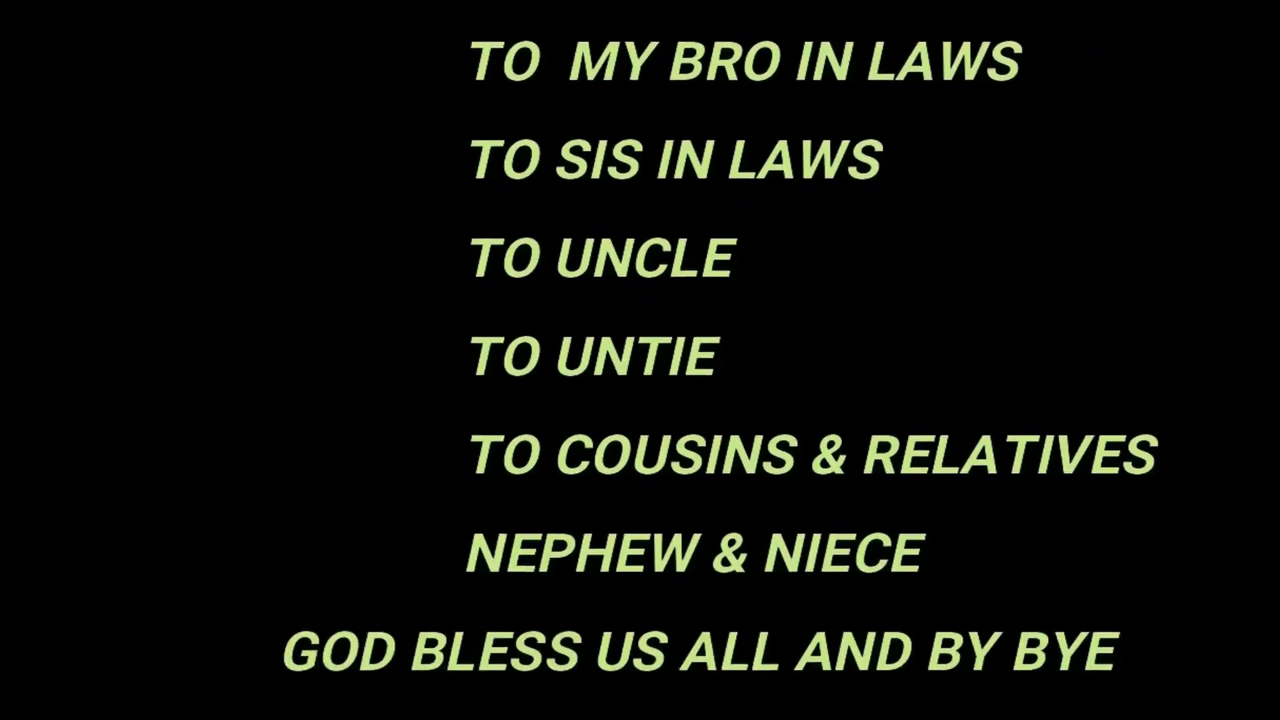 TO MY BRO IN LAWS
TO SIS IN LAWS
TO UNCLE
TO UNTIE
TO COUSINS & RELATIVES
NEPHEW & NIECE
GOD BLESS US ALL AND BY BYE